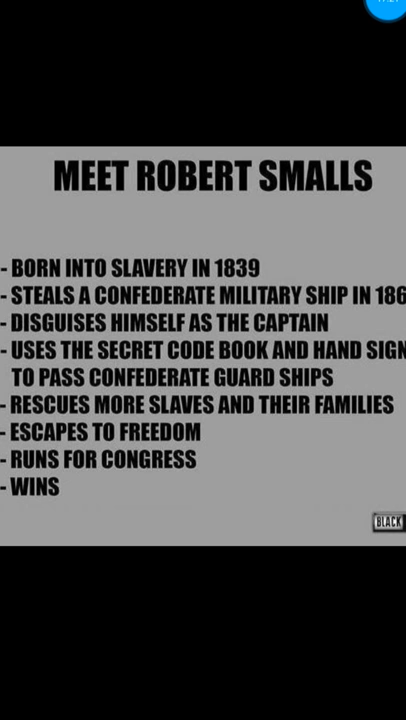 MEET ROBERT SMALLS
- BORN INTO SLAVERY IN 1839
- STEALS A CONFEDERATE MILITARY SHIP IN 186
- DISGUISES HIMSELF AS THE CAPTAIN
- USES THE SECRET CODE BOOK AND HAND SIGN
TO PASS CONFEDERATE GUARD SHIPS
- RESCUES MORE SLAVES AND THEIR FAMILIES
- ESCAPES TO FREEDOM
- RUNS FOR CONGRESS
- WINS
BLACK